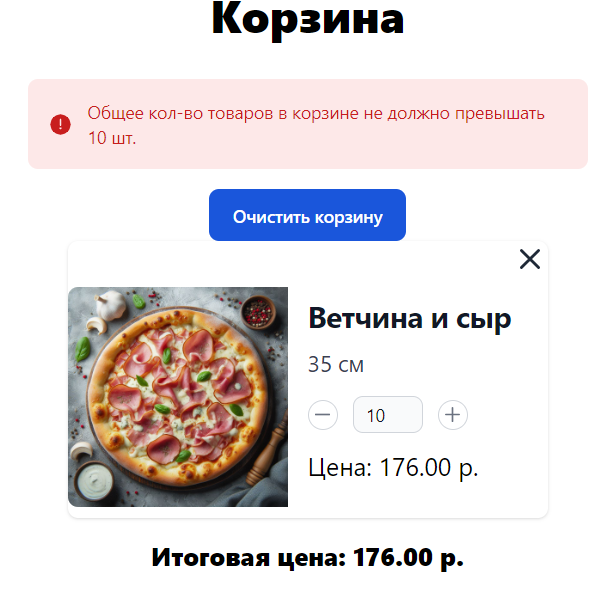 Корзина
Общее кол-во товаров в корзине не должно превышать
10 шт.
Очистить корзину
Ветчина и сыр
35 см
10
Цена: 176.00 р.
Итоговая цена: 176.00 р.